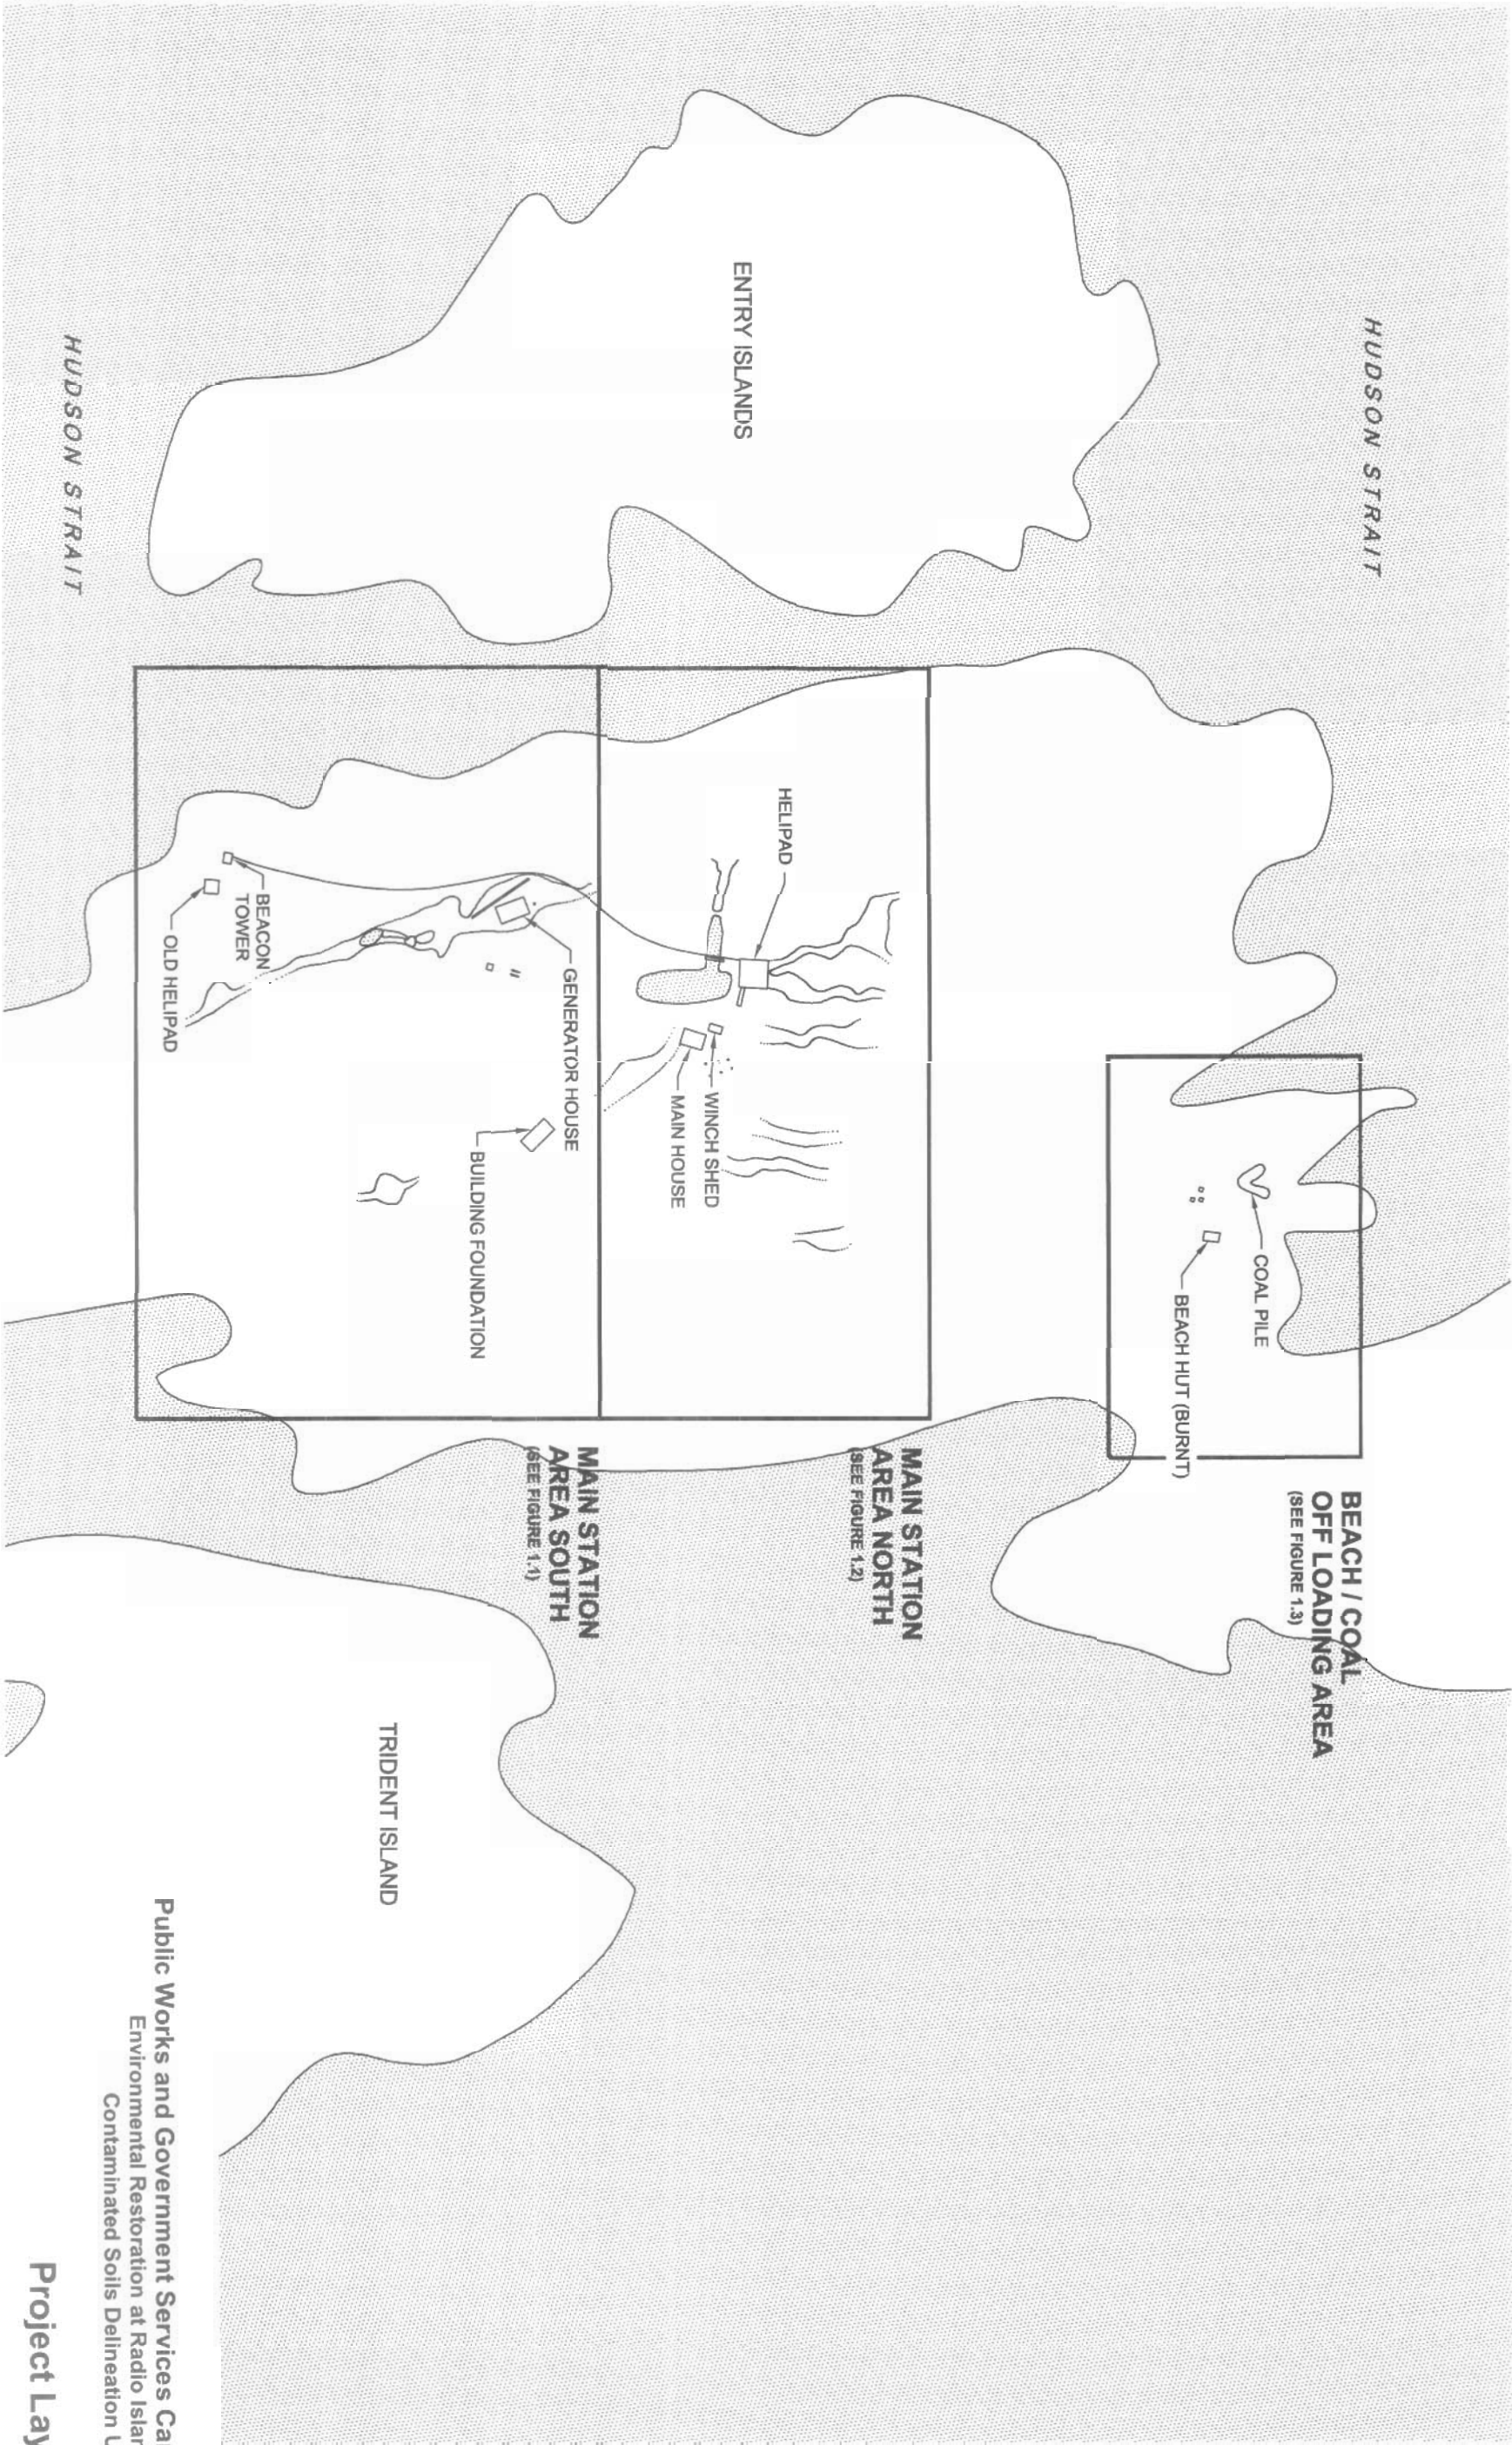 HUDSON STRAIT
ENTRY ISLANDS
HUDSON STRAIT
BEACH / COAL
OFF LOADING AREA
(SEE FIGURE 1.3)
COAL PILE
BEACH HUT (BURNT)
MAIN STATION
AREA NORTH
(SEE FIGURE 1.2)
HELIPAD
WINCH SHED
MAIN HOUSE
MAIN STATION
AREA SOUTH
(SEE FIGURE 1.1)
GENERATOR HOUSE
BUILDING FOUNDATION
BEACON
TOWER
OLD HELIPAD
TRIDENT ISLAND
Public Works and Government Services Ca
Environmental Restoration at Radio Islan
Contaminated Soils Delineation U
Project Lay